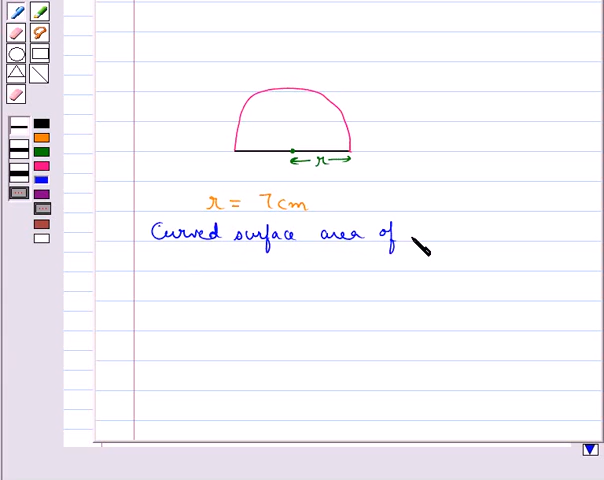 r
r = 7cm
Curved surface area of